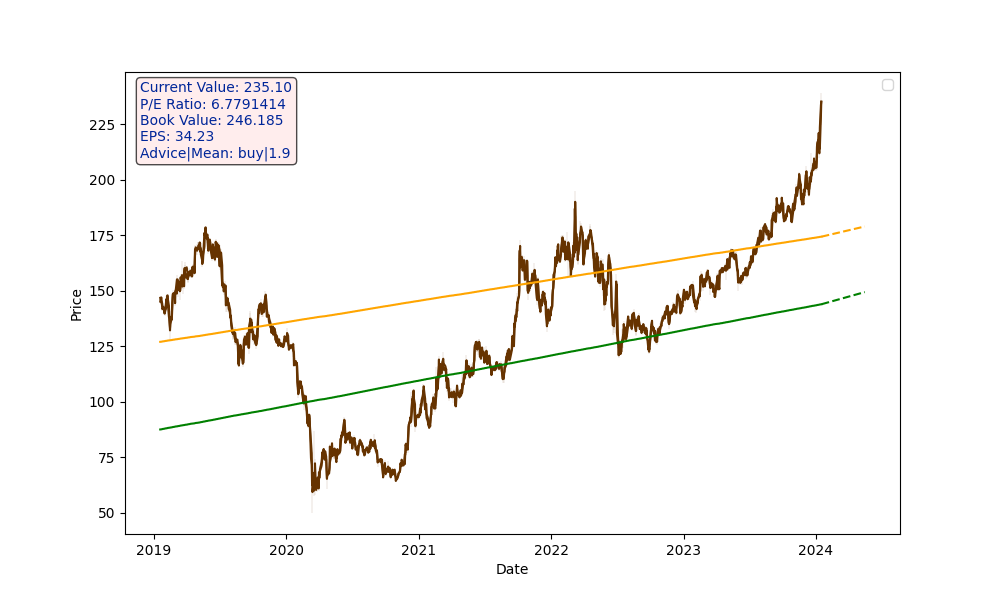 Current Value: 235.10
P/E Ratio: 6.7791414
Book Value: 246.185
EPS: 34.23
Advice|Mean: buy|1.9
225
200
175
150
125
100
75
50
Price
2019 2020 2021 2022 2023 2024
Date